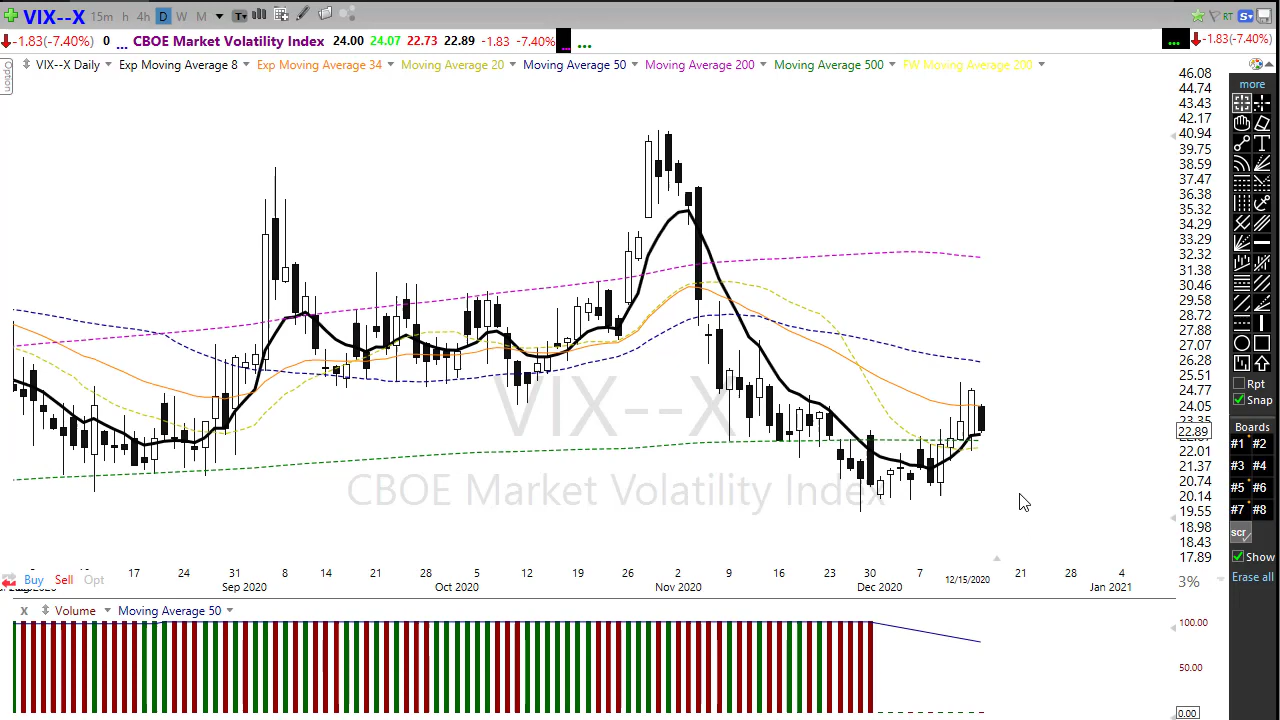 VIX--X 15m h 4h D W M T RT S
-1.83(-7.40%) 0 ... CBOE Market Volatility Index 24.00 24.07 22.73 22.89 -1.83 -7.40% ... ... ... -1.83(-7.40%)
Option
VIX--X Daily Exp Moving Average 8 Exp Moving Average 34 Moving Average 20 Moving Average 50 Moving Average 200 Moving Average 500 FW Moving Average 200
46.08
44.74
43.43
42.17
40.94
39.75
38.59
37.47
36.38
35.32
34.29
33.29
32.32
31.38
30.46
29.58
28.72
27.88
27.07
26.28
25.51
24.77
24.05
23.35
22.89
22.01
21.37
20.74
20.14
19.55
18.98
18.43
17.89
more
T
Rpt
Snap
Boards
#1 #2
#3 #4
#5 #6
#7 #8
scr
Show
Erase all
VIX--X
CBOE Market Volatility Index
17 24 31 8 14 21 28 5 12 19 26 2 9 16 23 30 7 12/15/2020 21 28 4
Sep 2020 Oct 2020 Nov 2020 Dec 2020 Jan 2021
Buy Sell Opt
3%
x Volume Moving Average 50
100.00
50.00
0.00